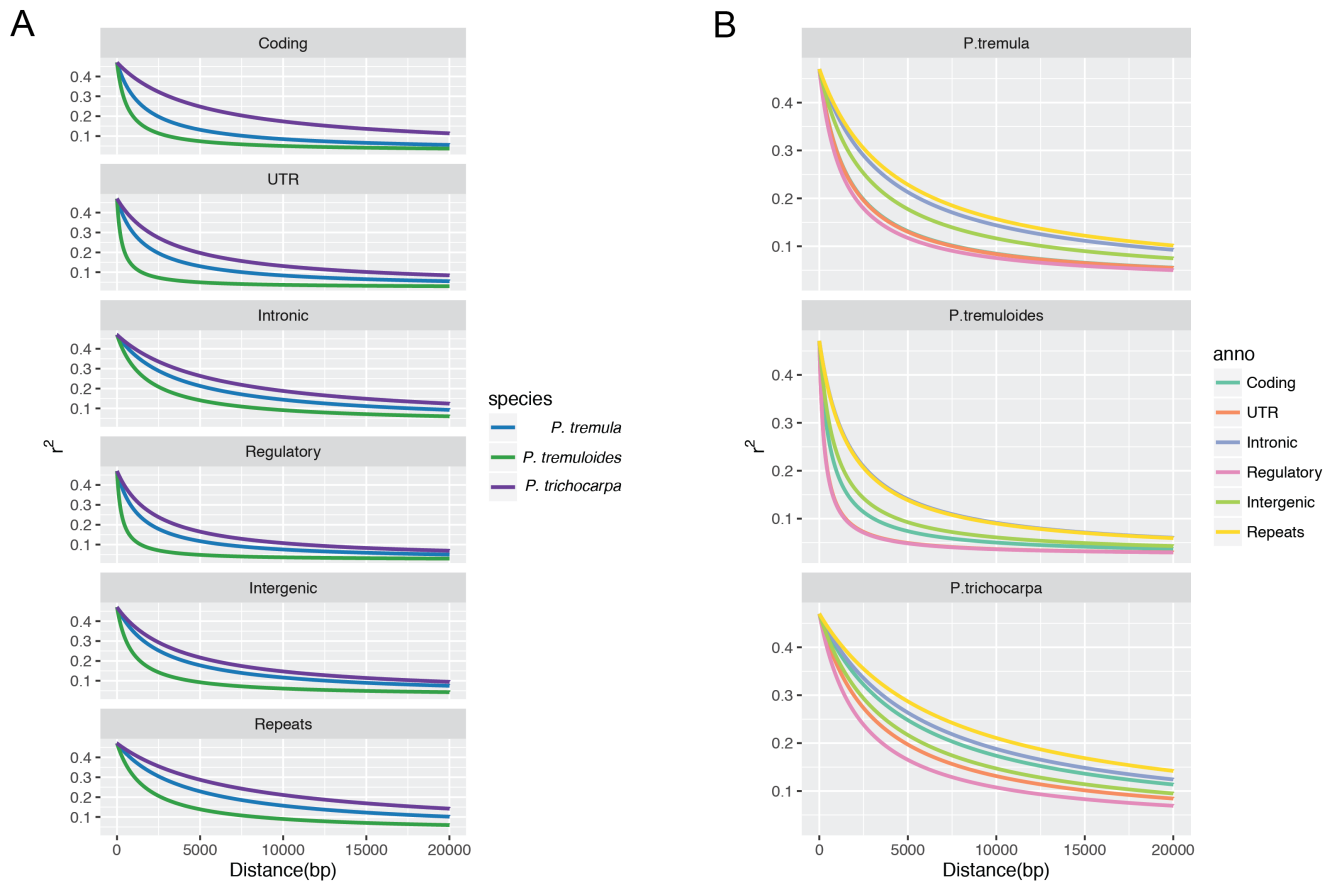 A
Coding
0.4
0.3
0.2
0.1
UTR
0.4
0.3
0.2
0.1
Intronic
0.4
0.3
0.2
0.1
Regulatory
0.4
0.3
0.2
0.1
Intergenic
0.4
0.3
0.2
0.1
Repeats
0.4
0.3
0.2
0.1
0 5000 10000 15000 20000
Distance(bp)
r²
species
P. tremula
P. tremuloides
P. trichocarpa
B
P.tremula
0.4
0.3
0.2
0.1
P.tremuloides
0.4
0.3
0.2
0.1
P.trichocarpa
0.4
0.3
0.2
0.1
0 5000 10000 15000 20000
Distance(bp)
r²
anno
Coding
UTR
Intronic
Regulatory
Intergenic
Repeats